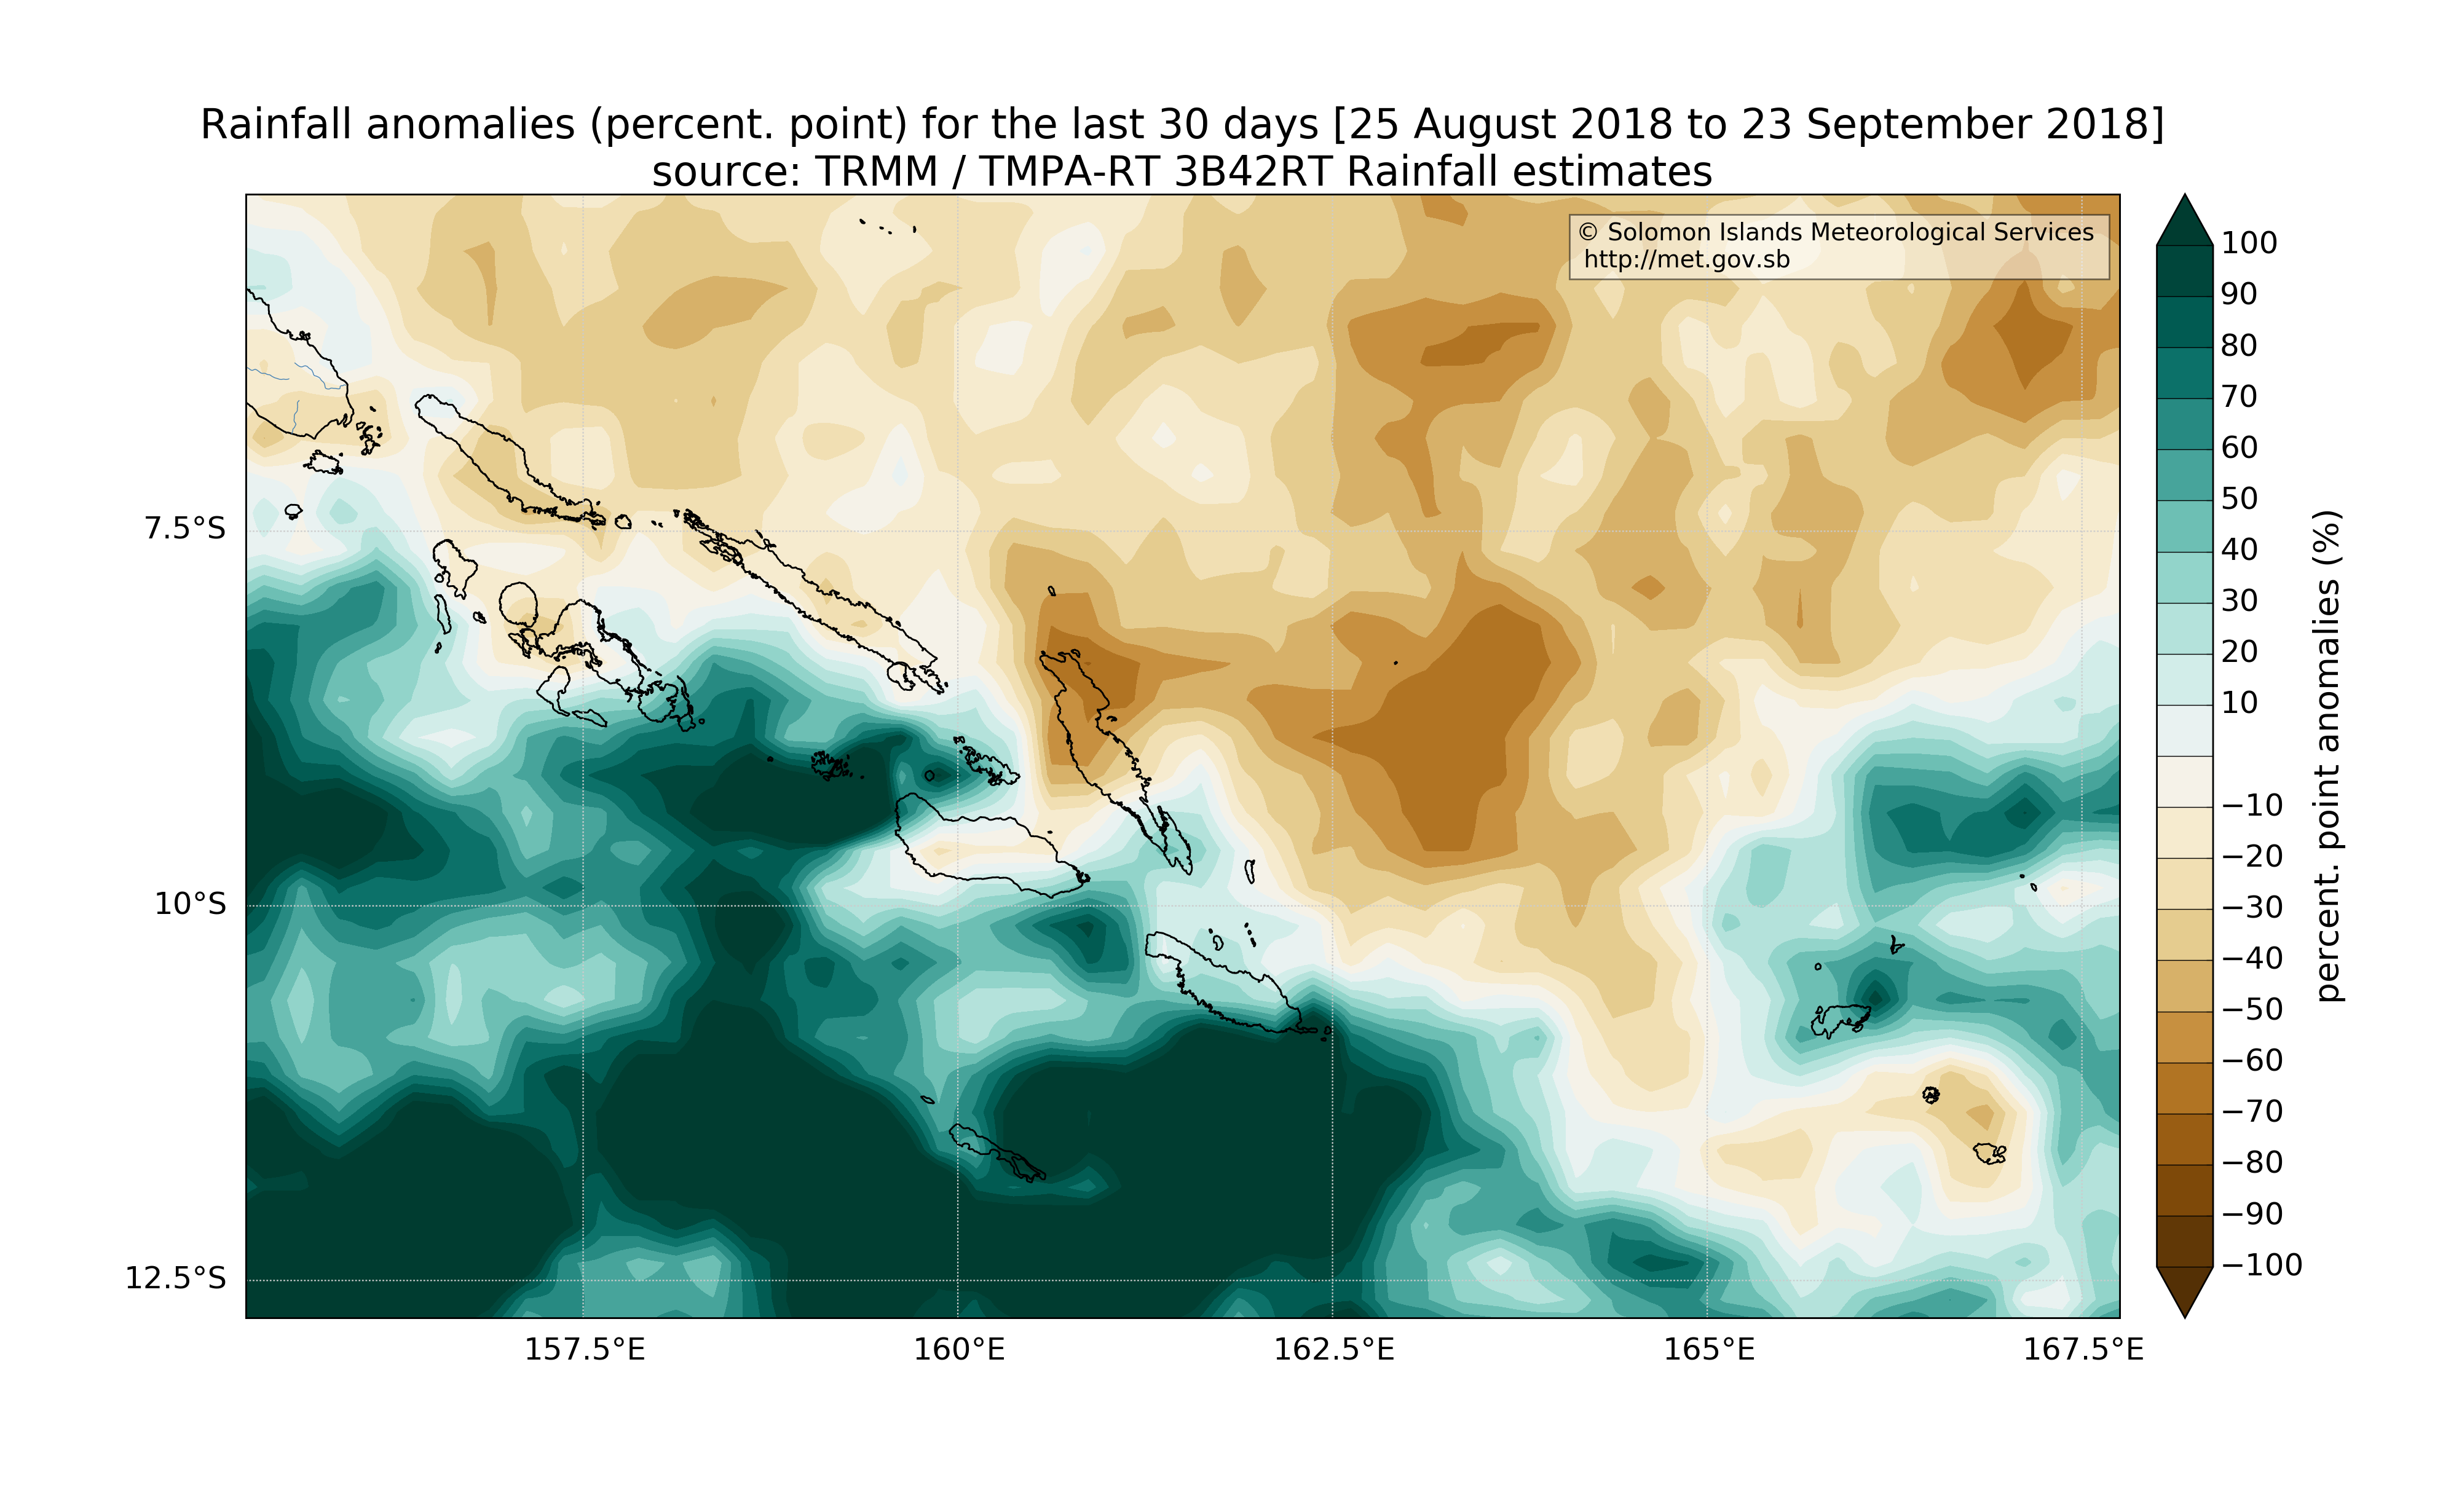 Rainfall anomalies (percent. point) for the last 30 days [25 August 2018 to 23 September 2018]
source: TRMM / TMPA-RT 3B42RT Rainfall estimates
© Solomon Islands Meteorological Services
http://met.gov.sb
7.5°S
10°S
12.5°S
157.5°E
160°E
162.5°E
165°E
167.5°E
100
90
80
70
60
50
40
30
20
10
−10
−20
−30
−40
−50
−60
−70
−80
−90
−100
percent. point anomalies (%)